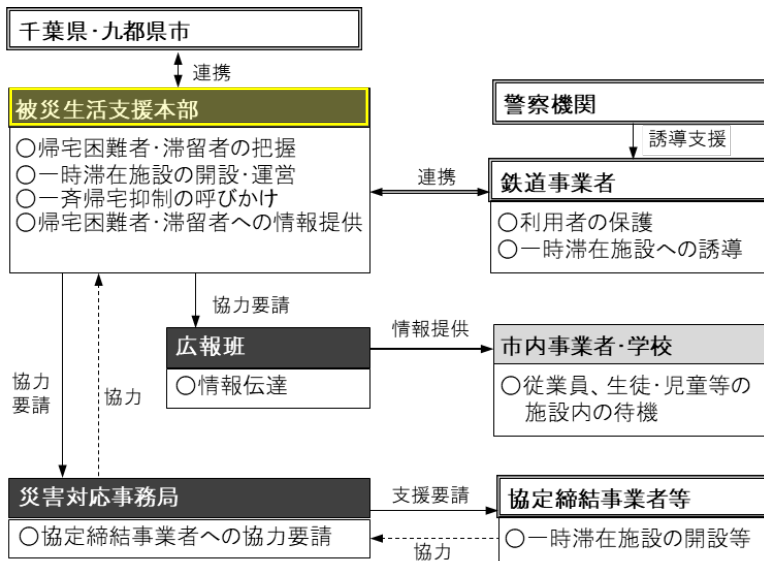 千葉県・九都県市
連携
被災生活支援本部
○帰宅困難者・滞留者の把握
○一時滞在施設の開設・運営
○一斉帰宅抑制の呼びかけ
○帰宅困難者・滞留者への情報提供
警察機関
誘導支援
連携
鉄道事業者
○利用者の保護
○一時滞在施設への誘導
協力要請
広報班
○情報伝達
情報提供
市内事業者・学校
○従業員、生徒・児童等の
施設内の待機
協力
要請
協力
災害対応事務局
○協定締結事業者への協力要請
支援要請
協力
協定締結事業者等
○一時滞在施設の開設等